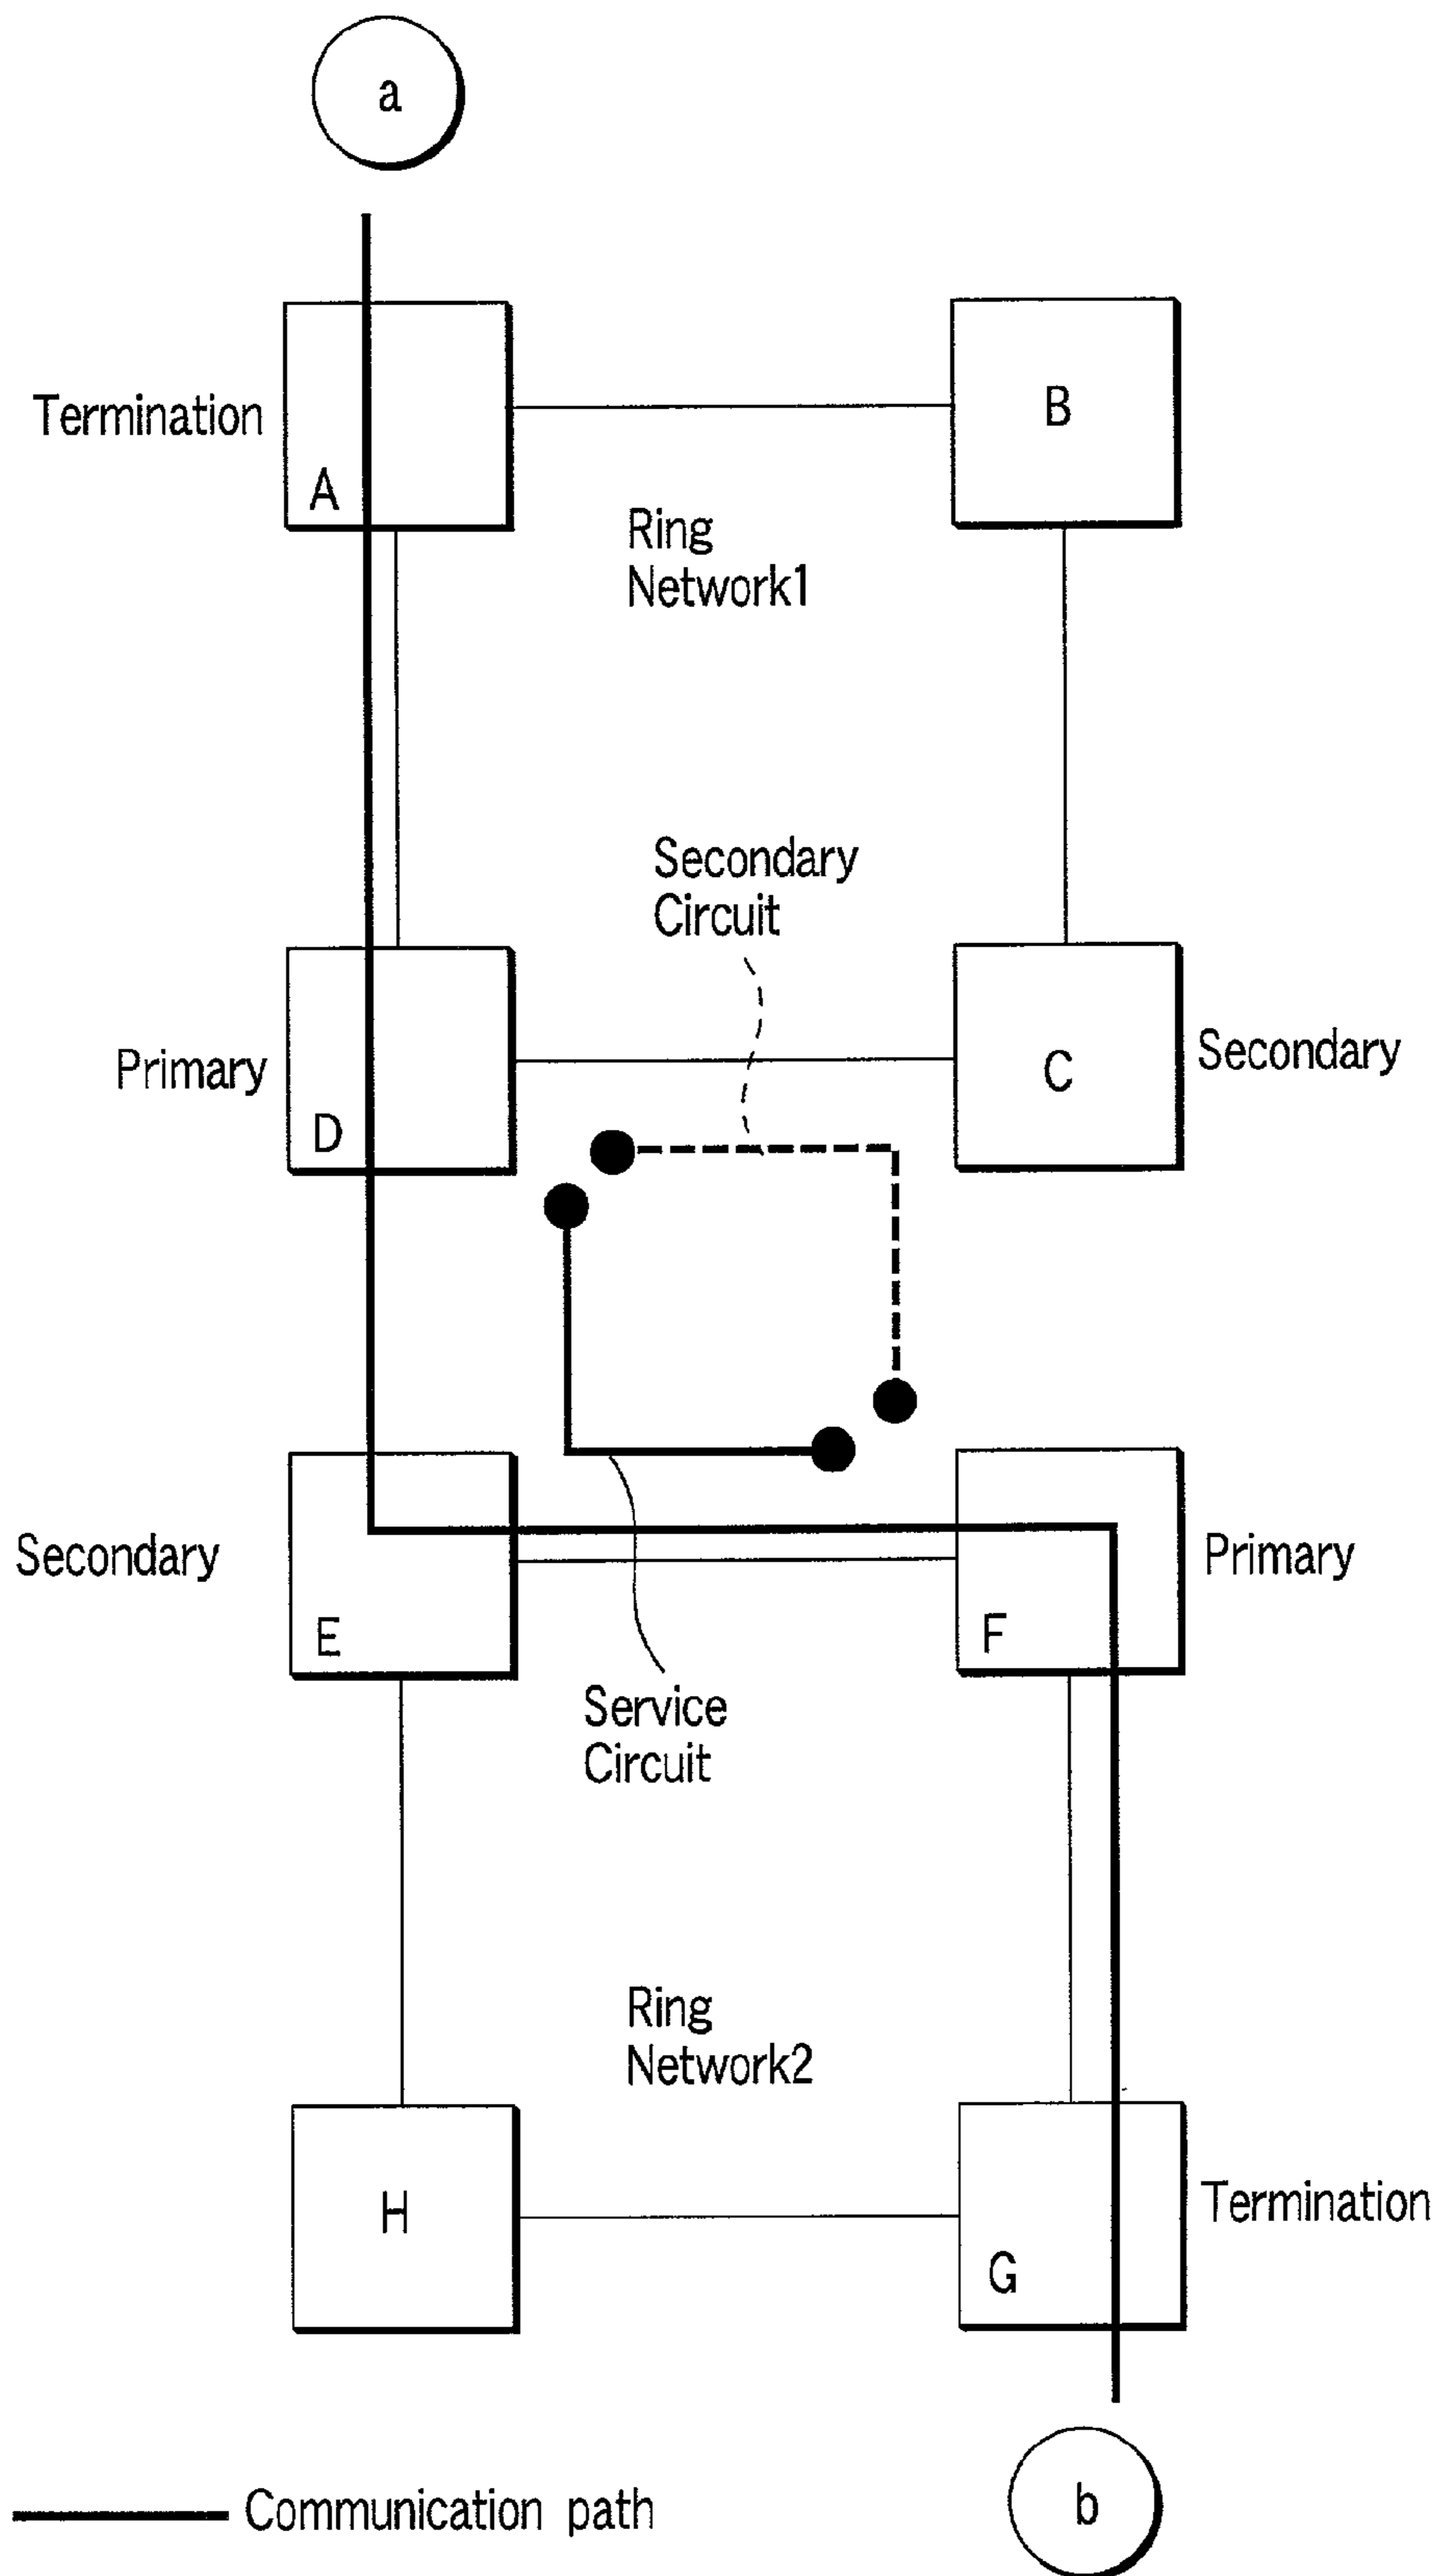 a
Termination
A
B
Ring
Network1
Secondary
Circuit
Primary
D
C
Secondary
Secondary
E
F
Primary
Service
Circuit
Ring
Network2
H
G
Termination
Communication path
b